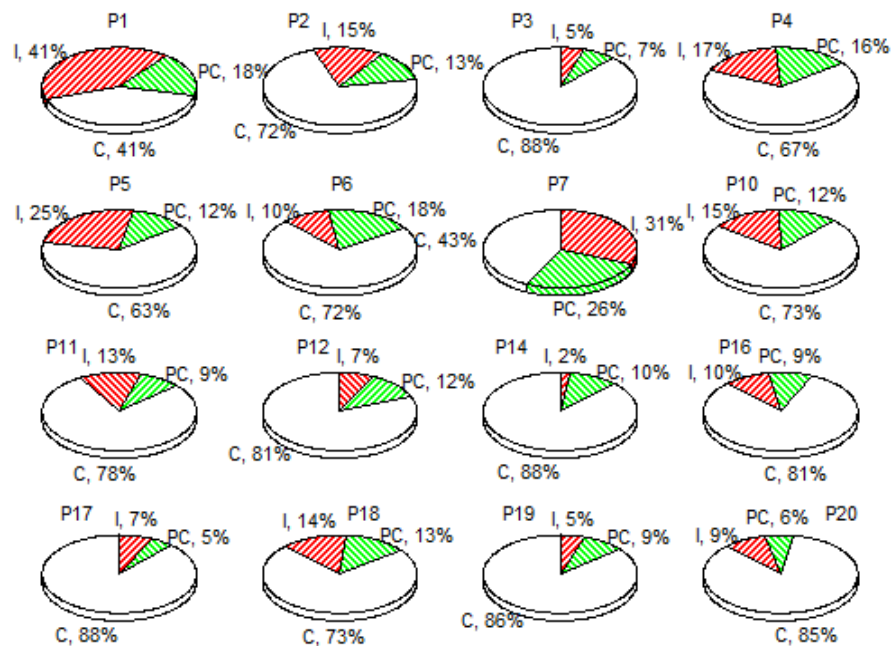 P1
I, 41%
PC, 18%
C, 41%
P2
I, 15%
PC, 13%
C, 72%
P3
I, 5%
PC, 7%
C, 88%
P4
I, 17%
PC, 16%
C, 67%
P5
I, 25%
PC, 12%
C, 63%
P6
I, 10%
PC, 18%
C, 72%
P7
C, 43%
I, 31%
PC, 26%
P10
I, 15%
PC, 12%
C, 73%
P11
I, 13%
PC, 9%
C, 78%
P12
I, 7%
PC, 12%
C, 81%
P14
I, 2%
PC, 10%
C, 88%
P16
I, 10%
PC, 9%
C, 81%
P17
I, 7%
PC, 5%
C, 88%
P18
I, 14%
PC, 13%
C, 73%
P19
I, 5%
PC, 9%
C, 86%
P20
I, 9%
PC, 6%
C, 85%